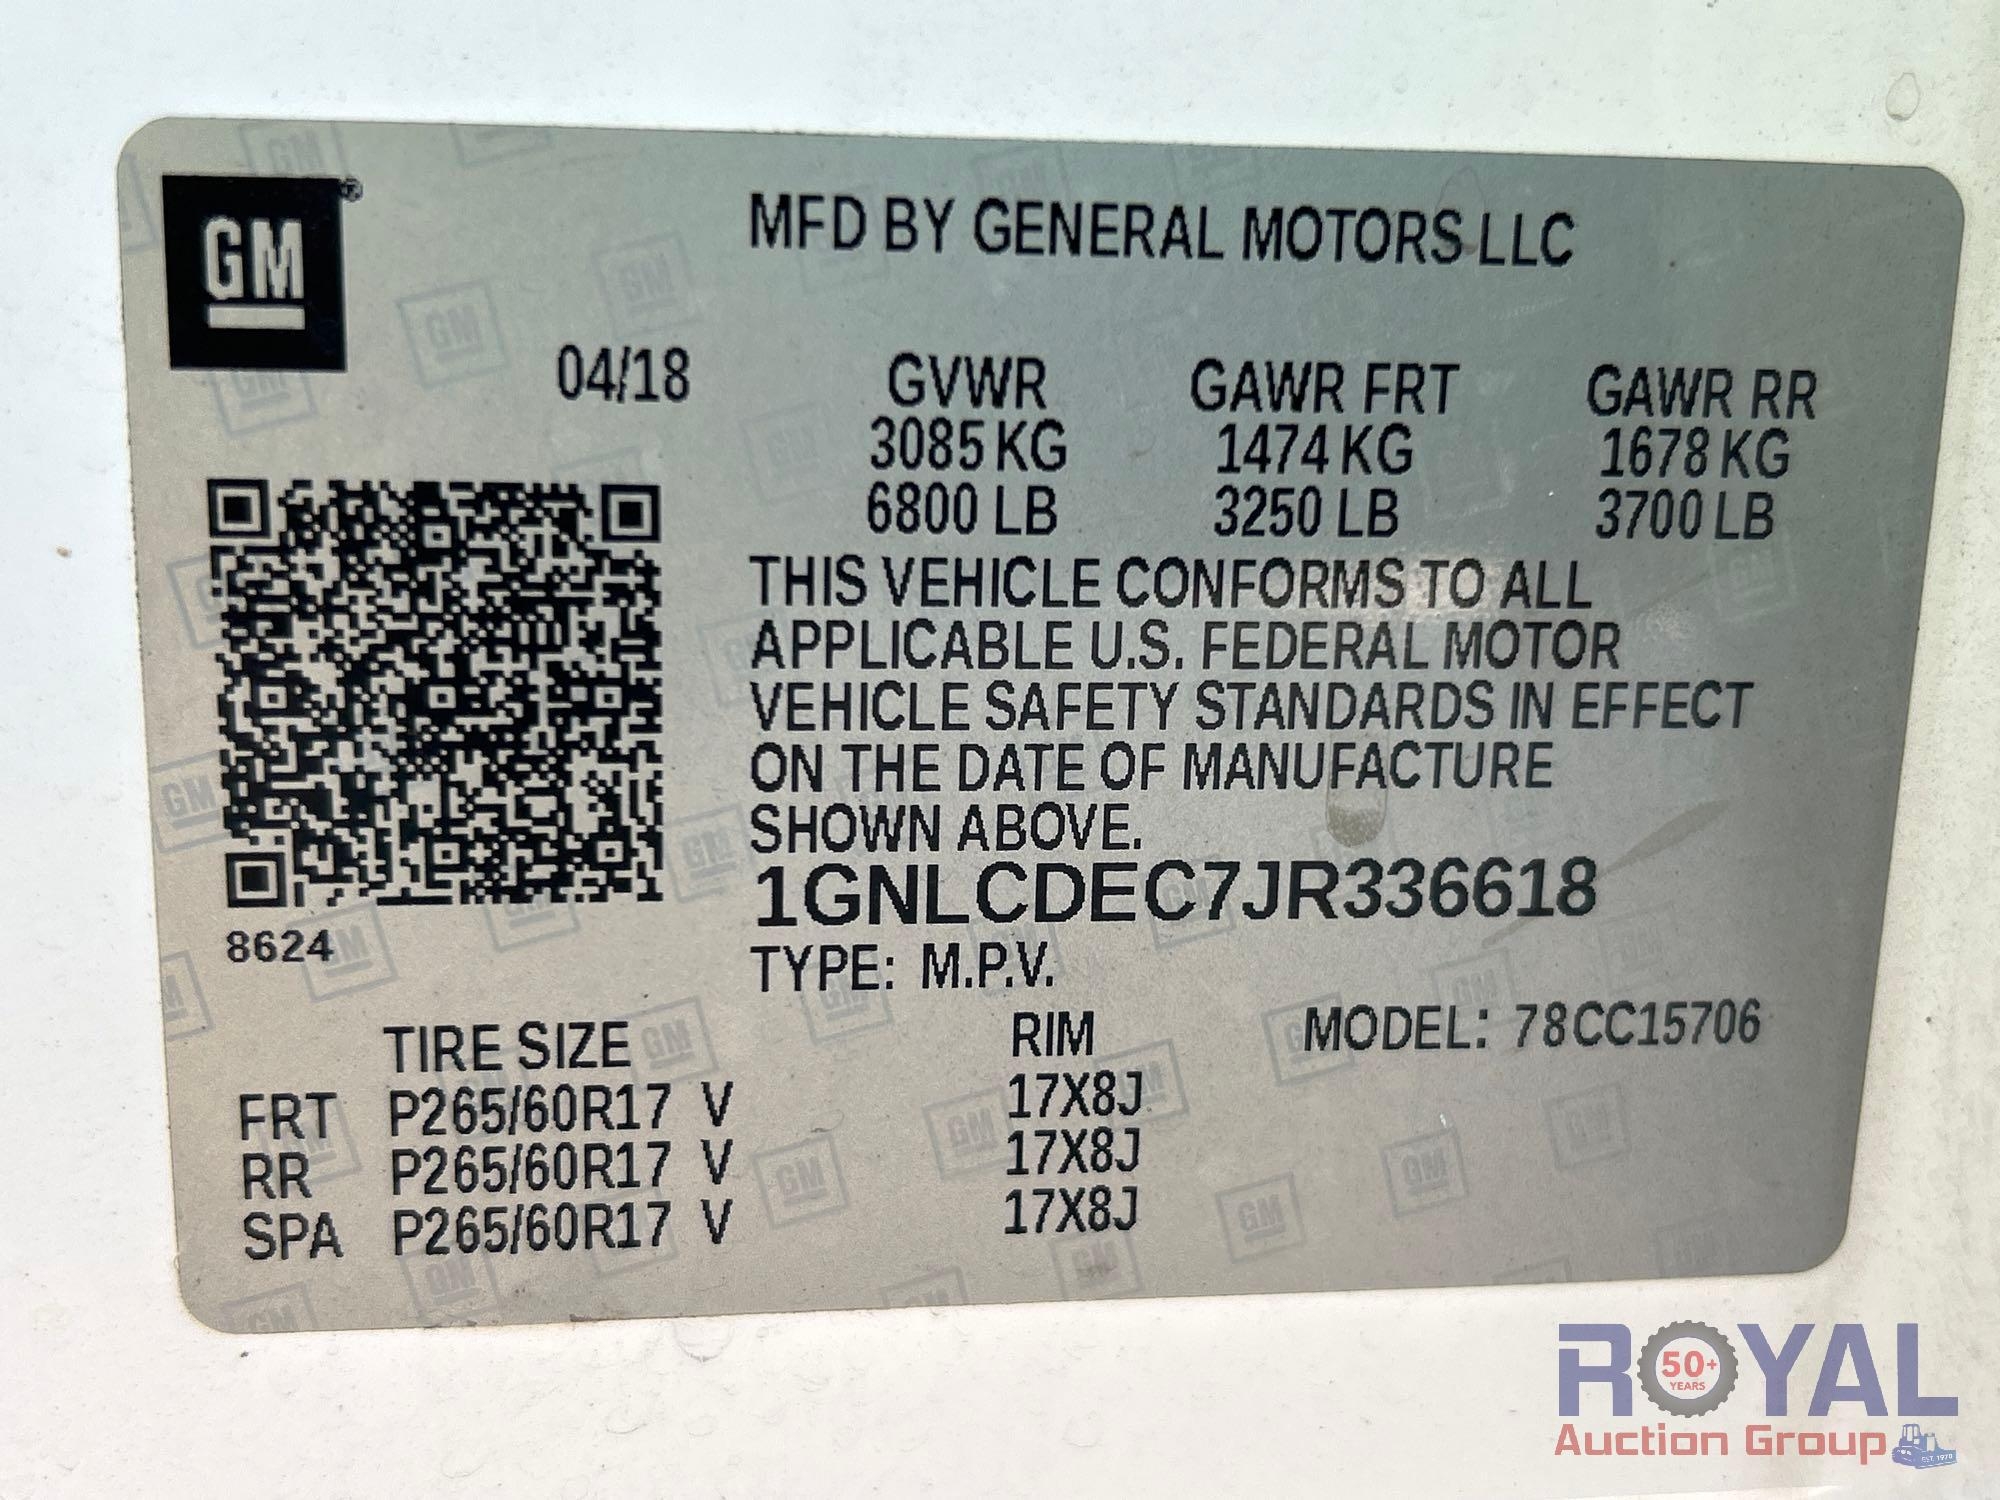 GM®
MFD BY GENERAL MOTORS LLC
04/18 GVWR GAWR FRT GAWR RR
3085 KG 1474 KG 1678 KG
6800 LB 3250 LB 3700 LB
THIS VEHICLE CONFORMS TO ALL
APPLICABLE U.S. FEDERAL MOTOR
VEHICLE SAFETY STANDARDS IN EFFECT
ON THE DATE OF MANUFACTURE
SHOWN ABOVE.
1GNLCDEC7JR336618
8624
TYPE: M.P.V.
TIRE SIZE RIM MODEL: 78CC15706
FRT P265/60R17 V 17X8J
RR P265/60R17 V 17X8J
SPA P265/60R17 V 17X8J
ROYAL
50+
YEARS
Auction Group
EST. 1970